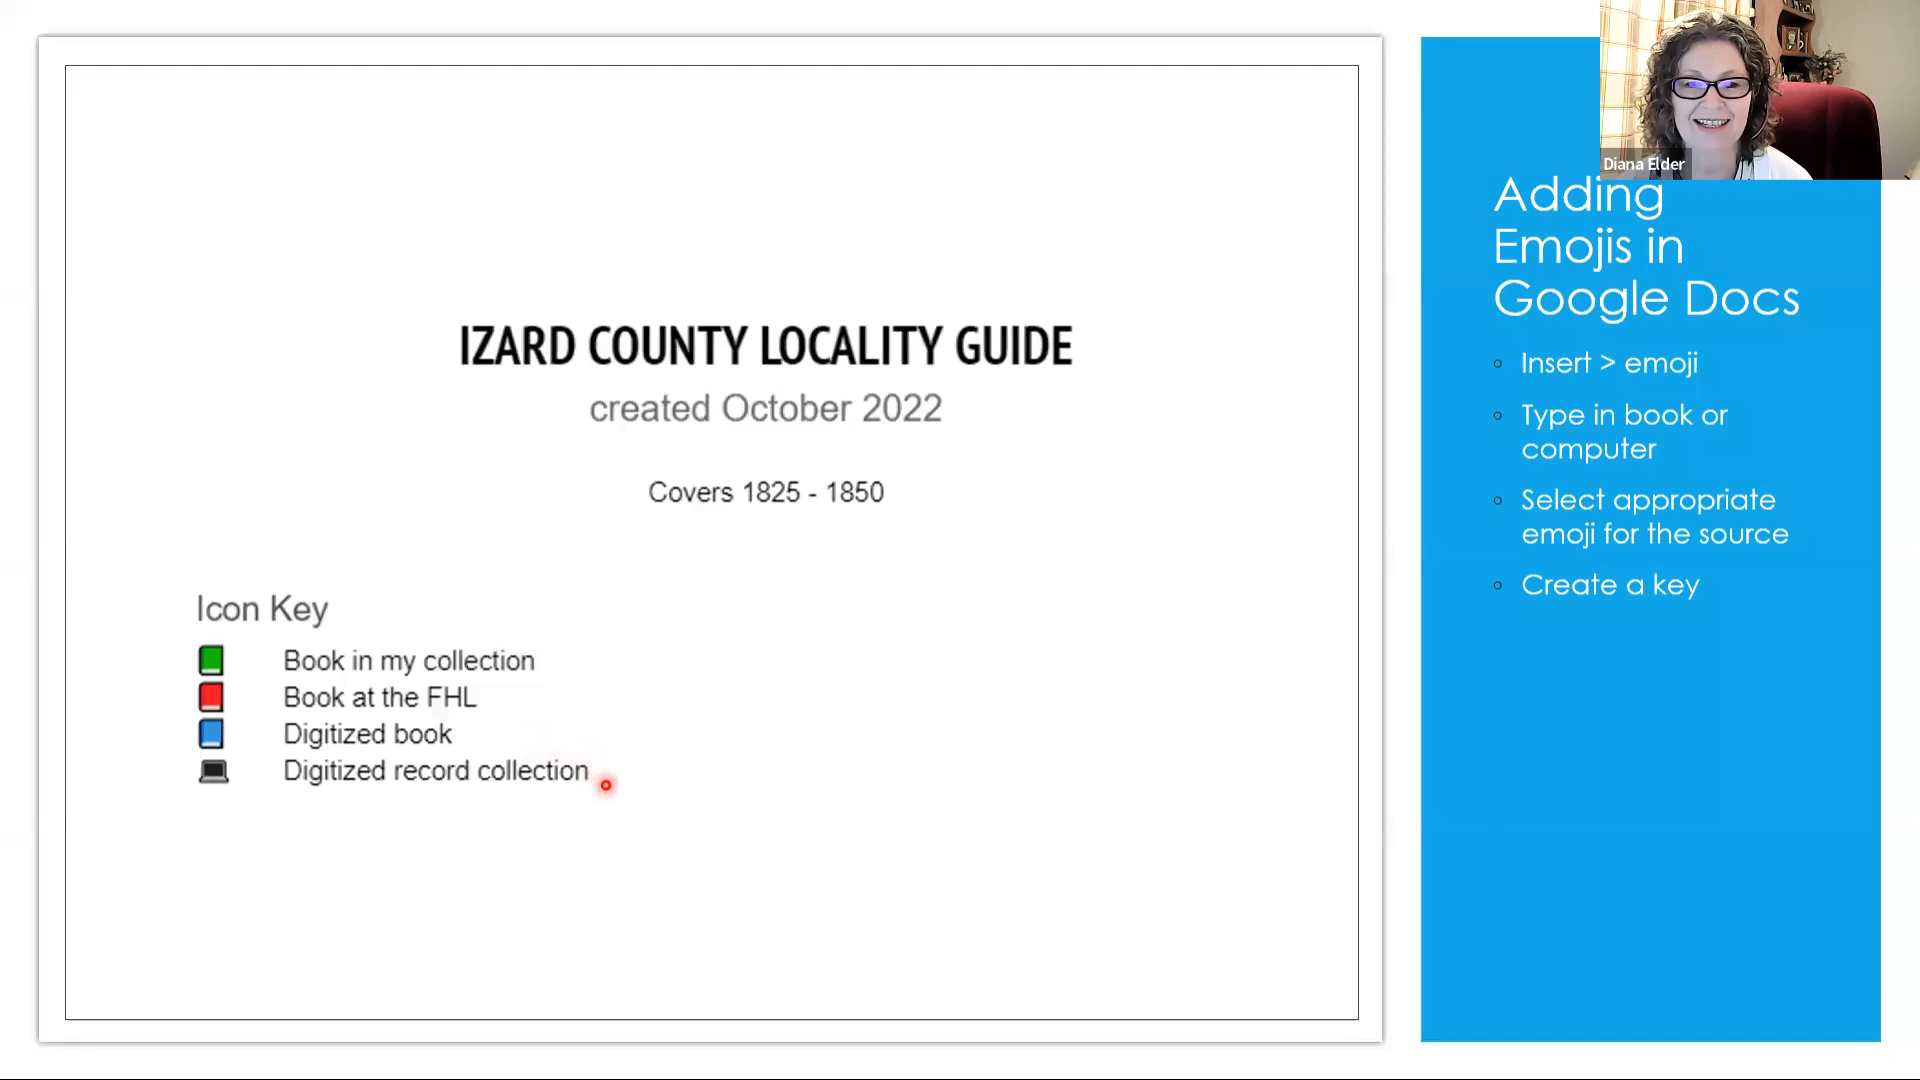 IZARD COUNTY LOCALITY GUIDE
created October 2022
Covers 1825 - 1850
Icon Key
Book in my collection
Book at the FHL
Digitized book
Digitized record collection
Diana Elder
Adding
Emojis in
Google Docs
Insert > emoji
Type in book or
computer
Select appropriate
emoji for the source
Create a key